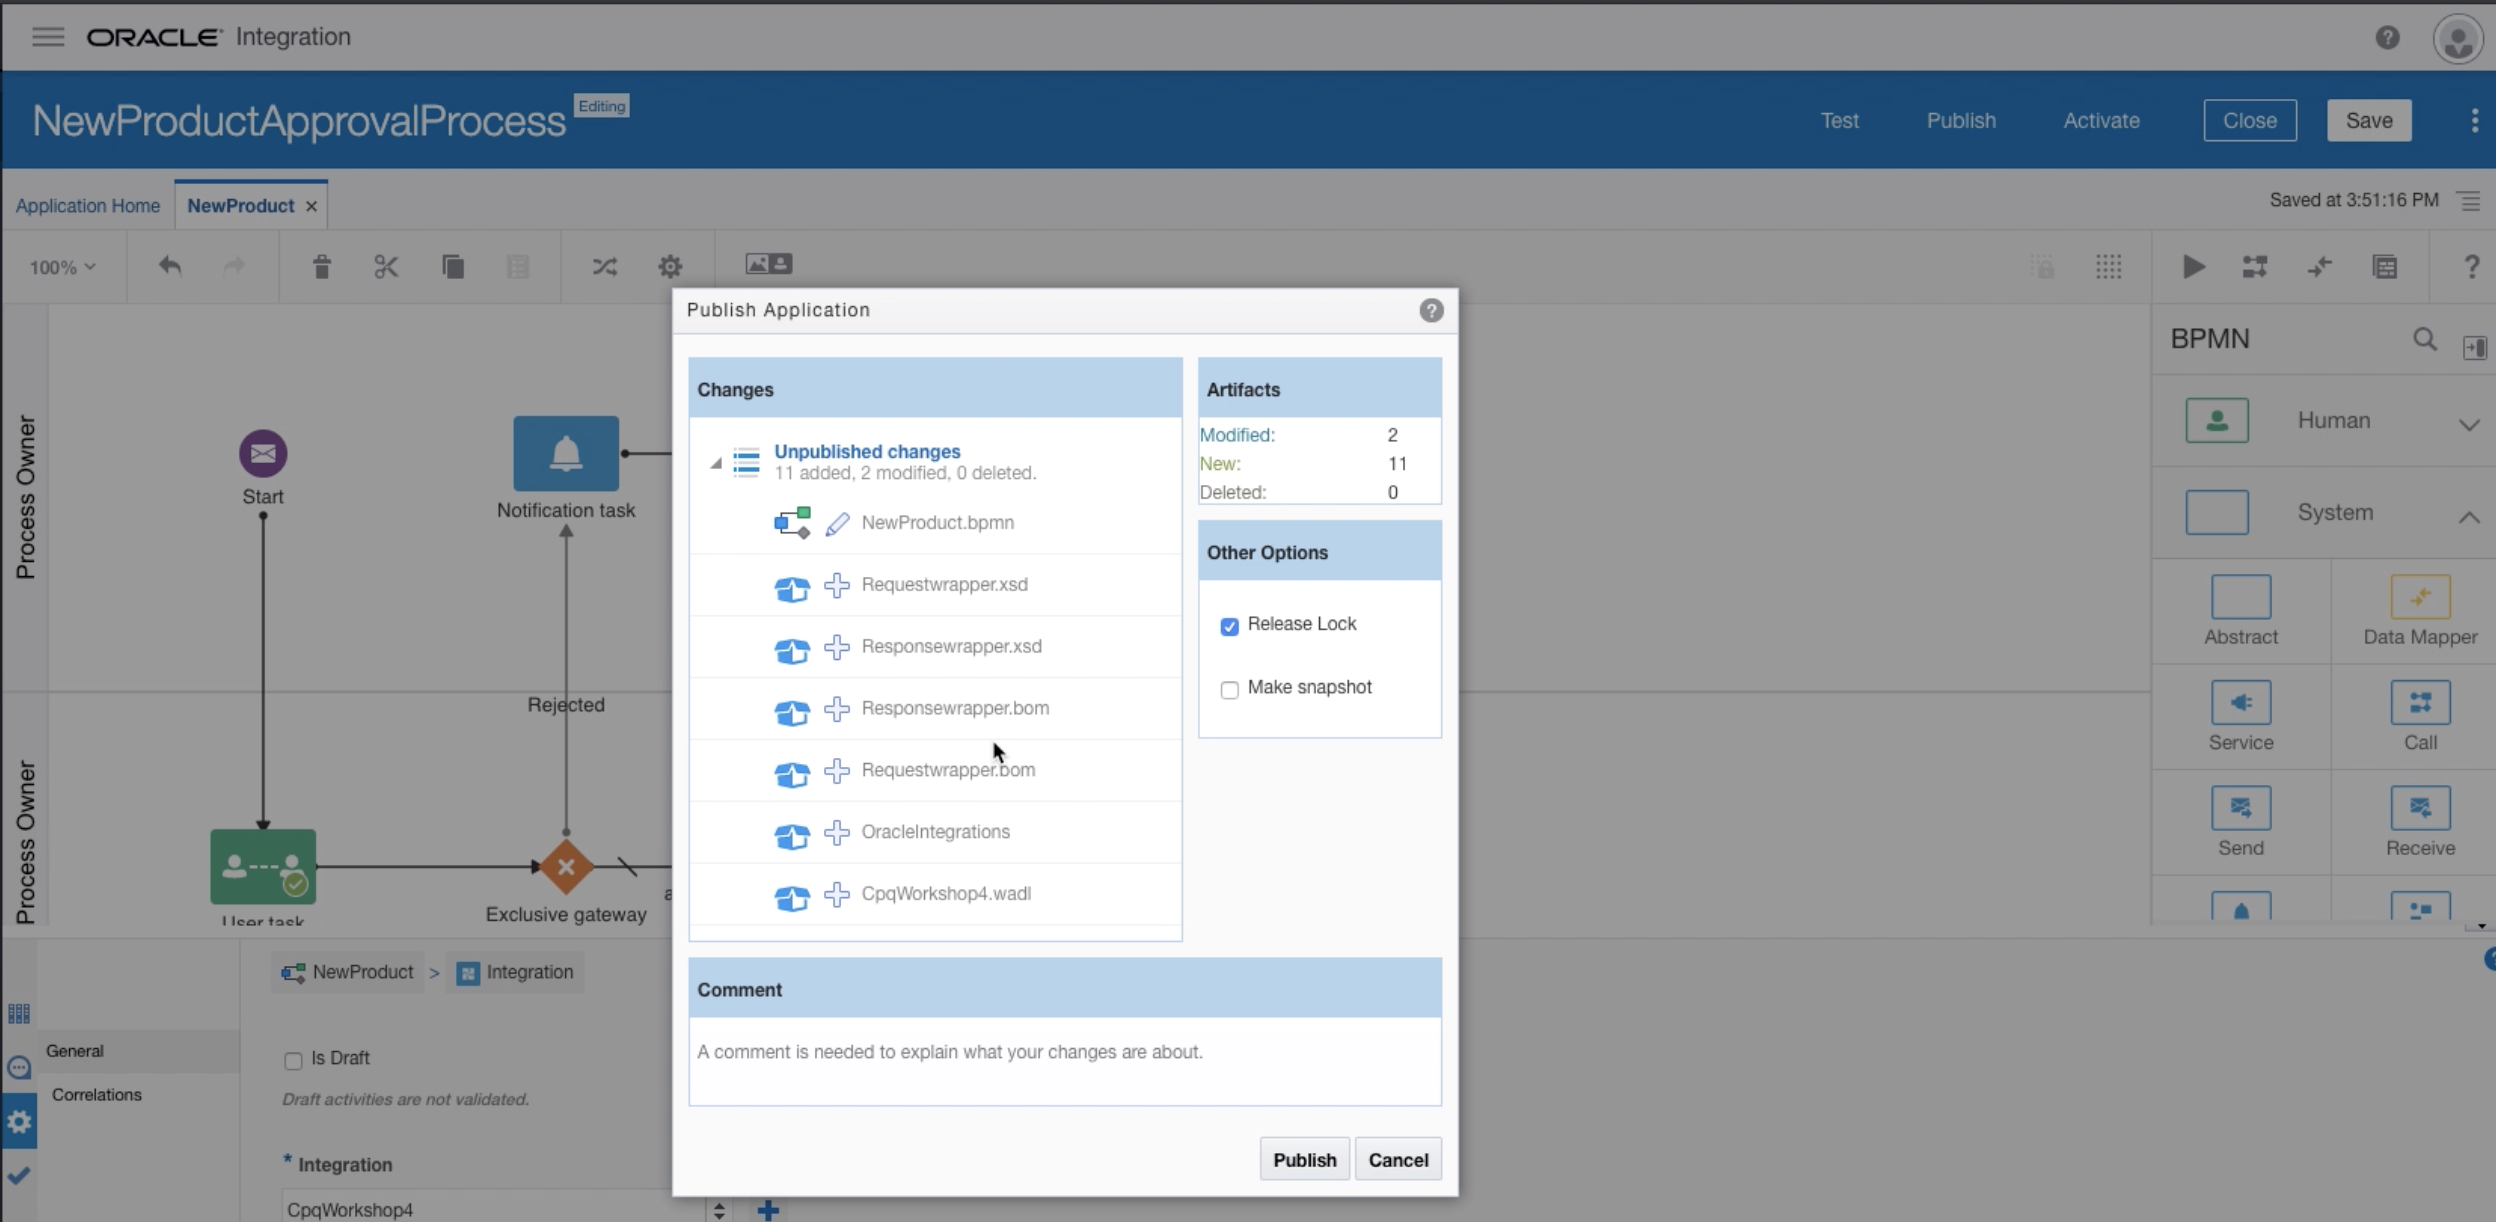 ORACLE Integration
NewProductApprovalProcess Editing
Test Publish Activate Close Save
Application Home NewProduct
Saved at 3:51:16 PM
100%
Publish Application
Changes
Unpublished changes
11 added, 2 modified, 0 deleted.
NewProduct.bpmn
Requestwrapper.xsd
Responsewrapper.xsd
Responsewrapper.bom
Requestwrapper.bom
OracleIntegrations
CpqWorkshop4.wadl
Artifacts
Modified: 2
New: 11
Deleted: 0
Other Options
Release Lock
Make snapshot
Comment
A comment is needed to explain what your changes are about.
Publish Cancel
Process Owner
Start
Notification task
Rejected
Process Owner
User task
Exclusive gateway
BPMN
Human
System
Abstract Data Mapper
Service Call
Send Receive
NewProduct > Integration
General
Correlations
Is Draft
Draft activities are not validated.
* Integration
CpqWorkshop4